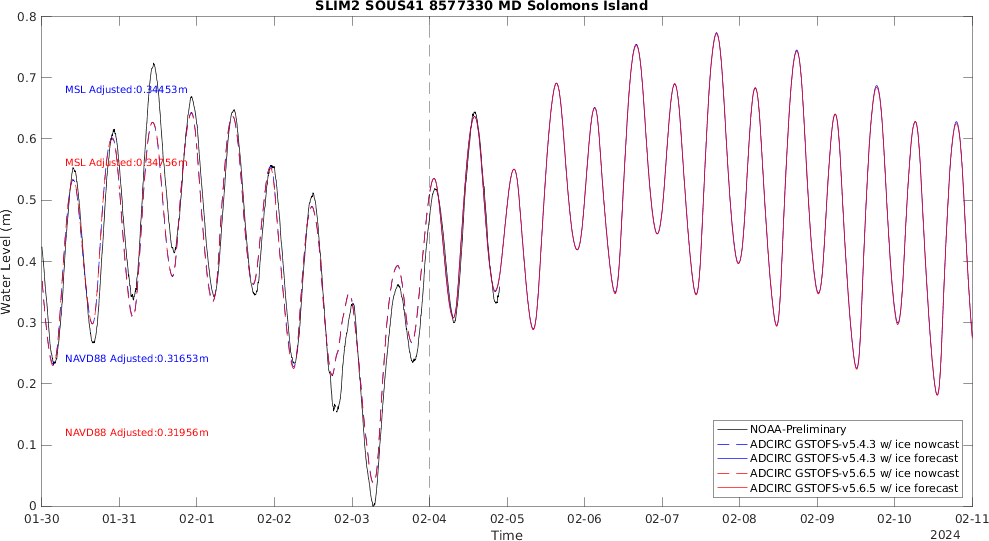 SLIM2 SOUS41 8577330 MD Solomons Island
Water Level (m)
0.8
0.7
0.6
0.5
0.4
0.3
0.2
0.1
0
MSL Adjusted:0.34453m
MSL Adjusted:0.34756m
NAVD88 Adjusted:0.31653m
NAVD88 Adjusted:0.31956m
NOAA-Preliminary
ADCIRC GSTOFS-v5.4.3 w/ ice nowcast
ADCIRC GSTOFS-v5.4.3 w/ ice forecast
ADCIRC GSTOFS-v5.6.5 w/ ice nowcast
ADCIRC GSTOFS-v5.6.5 w/ ice forecast
01-30 01-31 02-01 02-02 02-03 02-04 02-05 02-06 02-07 02-08 02-09 02-10 02-11
Time
2024